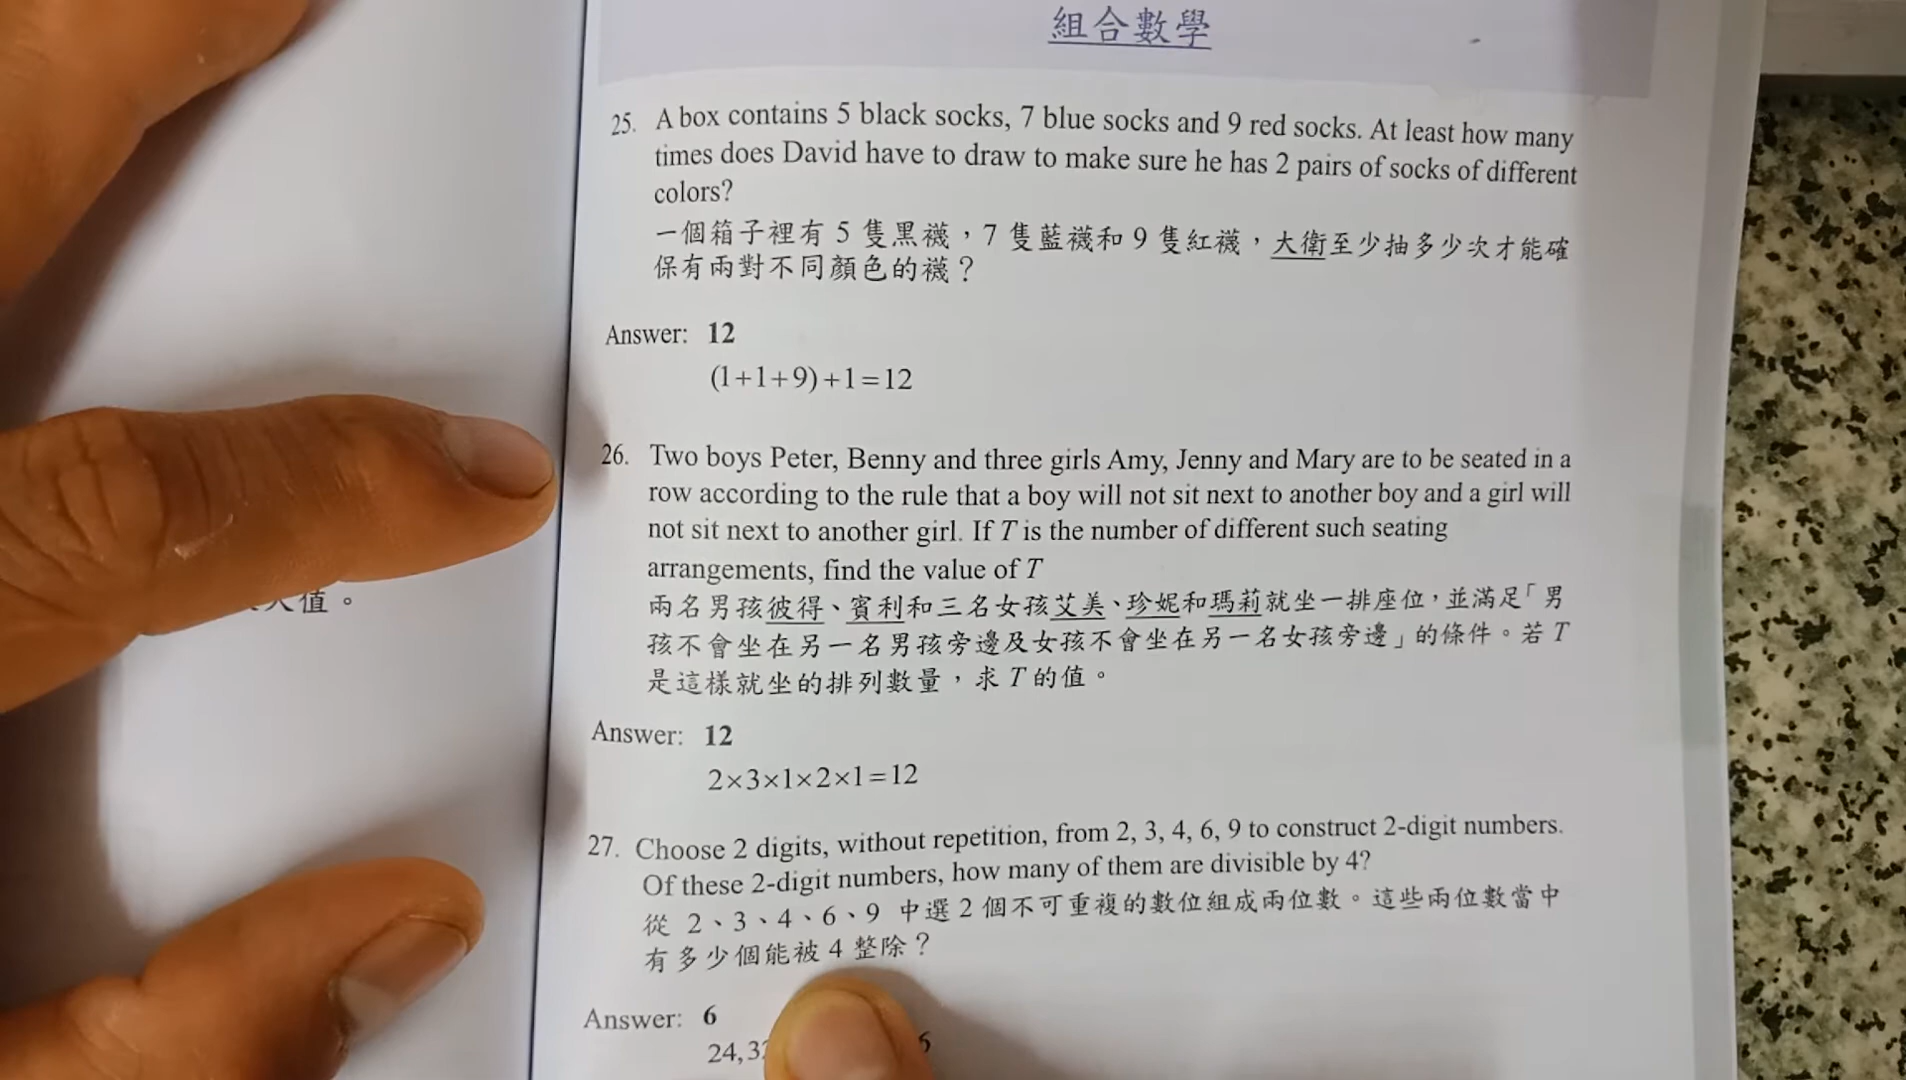 組合數學
25. A box contains 5 black socks, 7 blue socks and 9 red socks. At least how many
times does David have to draw to make sure he has 2 pairs of socks of different
colors?
一個箱子裡有 5 隻黑襪，7 隻藍襪和 9 隻紅襪，大衛至少抽多少次才能確
保有兩對不同顏色的襪？
Answer: 12
(1+1+9)+1=12
26. Two boys Peter, Benny and three girls Amy, Jenny and Mary are to be seated in a
row according to the rule that a boy will not sit next to another boy and a girl will
not sit next to another girl. If T is the number of different such seating
arrangements, find the value of T
兩名男孩彼得、賓利和三名女孩艾美、珍妮和瑪莉就坐一排座位，並滿足「男
孩不會坐在另一名男孩旁邊及女孩不會坐在另一名女孩旁邊」的條件。若 T
是這樣就坐的排列數量，求 T 的值。
Answer: 12
2×3×1×2×1=12
27. Choose 2 digits, without repetition, from 2, 3, 4, 6, 9 to construct 2-digit numbers.
Of these 2-digit numbers, how many of them are divisible by 4?
從 2、3、4、6、9 中選 2 個不可重複的數位組成兩位數。這些兩位數當中
有多少個能被 4 整除？
Answer: 6
24,3
值。